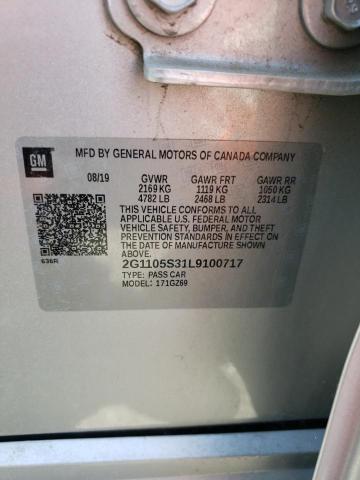 GM
MFD BY GENERAL MOTORS OF CANADA COMPANY
08/19 GVWR GAWR FRT GAWR RR
2169 KG 1119 KG 1050 KG
4782 LB 2468 LB 2314 LB
THIS VEHICLE CONFORMS TO ALL
APPLICABLE U.S. FEDERAL MOTOR
VEHICLE SAFETY, BUMPER, AND THEFT
PREVENTION STANDARDS IN EFFECT ON
THE DATE OF MANUFACTURE SHOWN
ABOVE.
636FI
2G1105S31L9100717
TYPE: PASS CAR
MODEL: 171GZ69